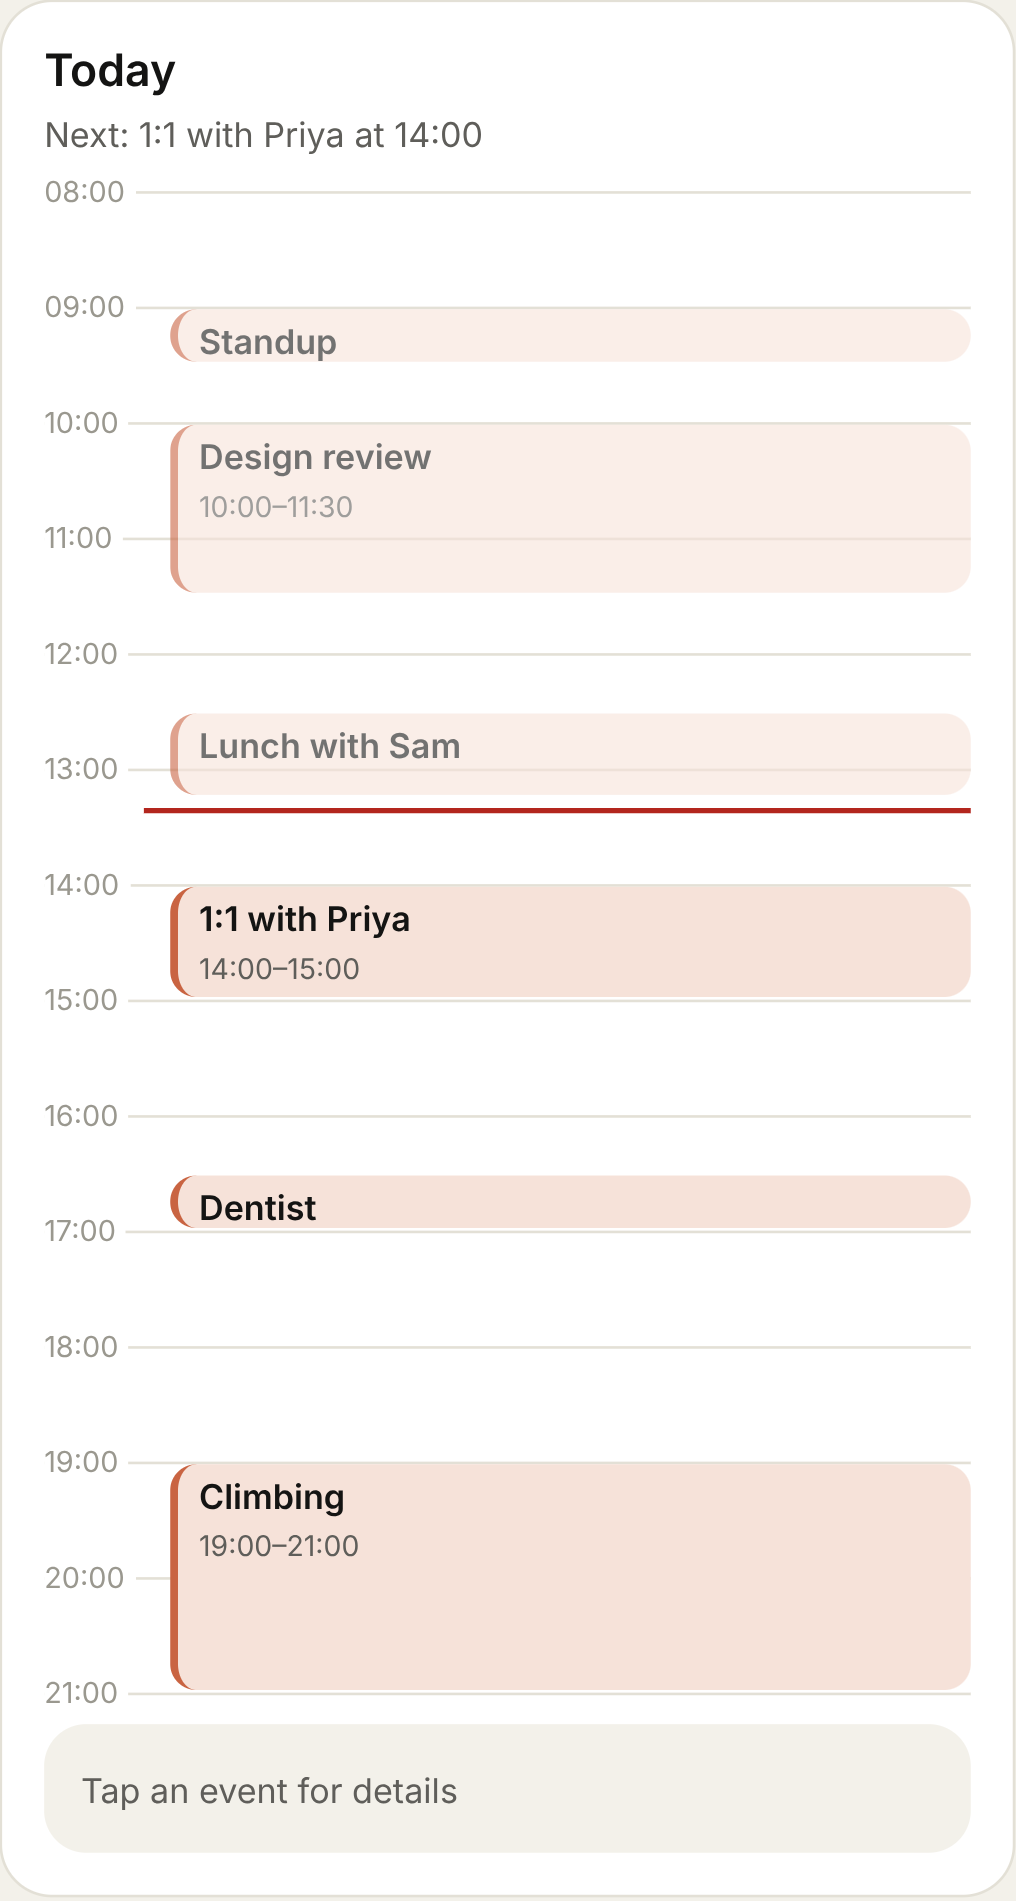 Today
Next: 1:1 with Priya at 14:00
08:00
09:00
Standup
10:00
Design review
10:00–11:30
11:00
12:00
Lunch with Sam
13:00
14:00
1:1 with Priya
14:00–15:00
15:00
16:00
Dentist
17:00
18:00
19:00
Climbing
19:00–21:00
20:00
21:00
Tap an event for details